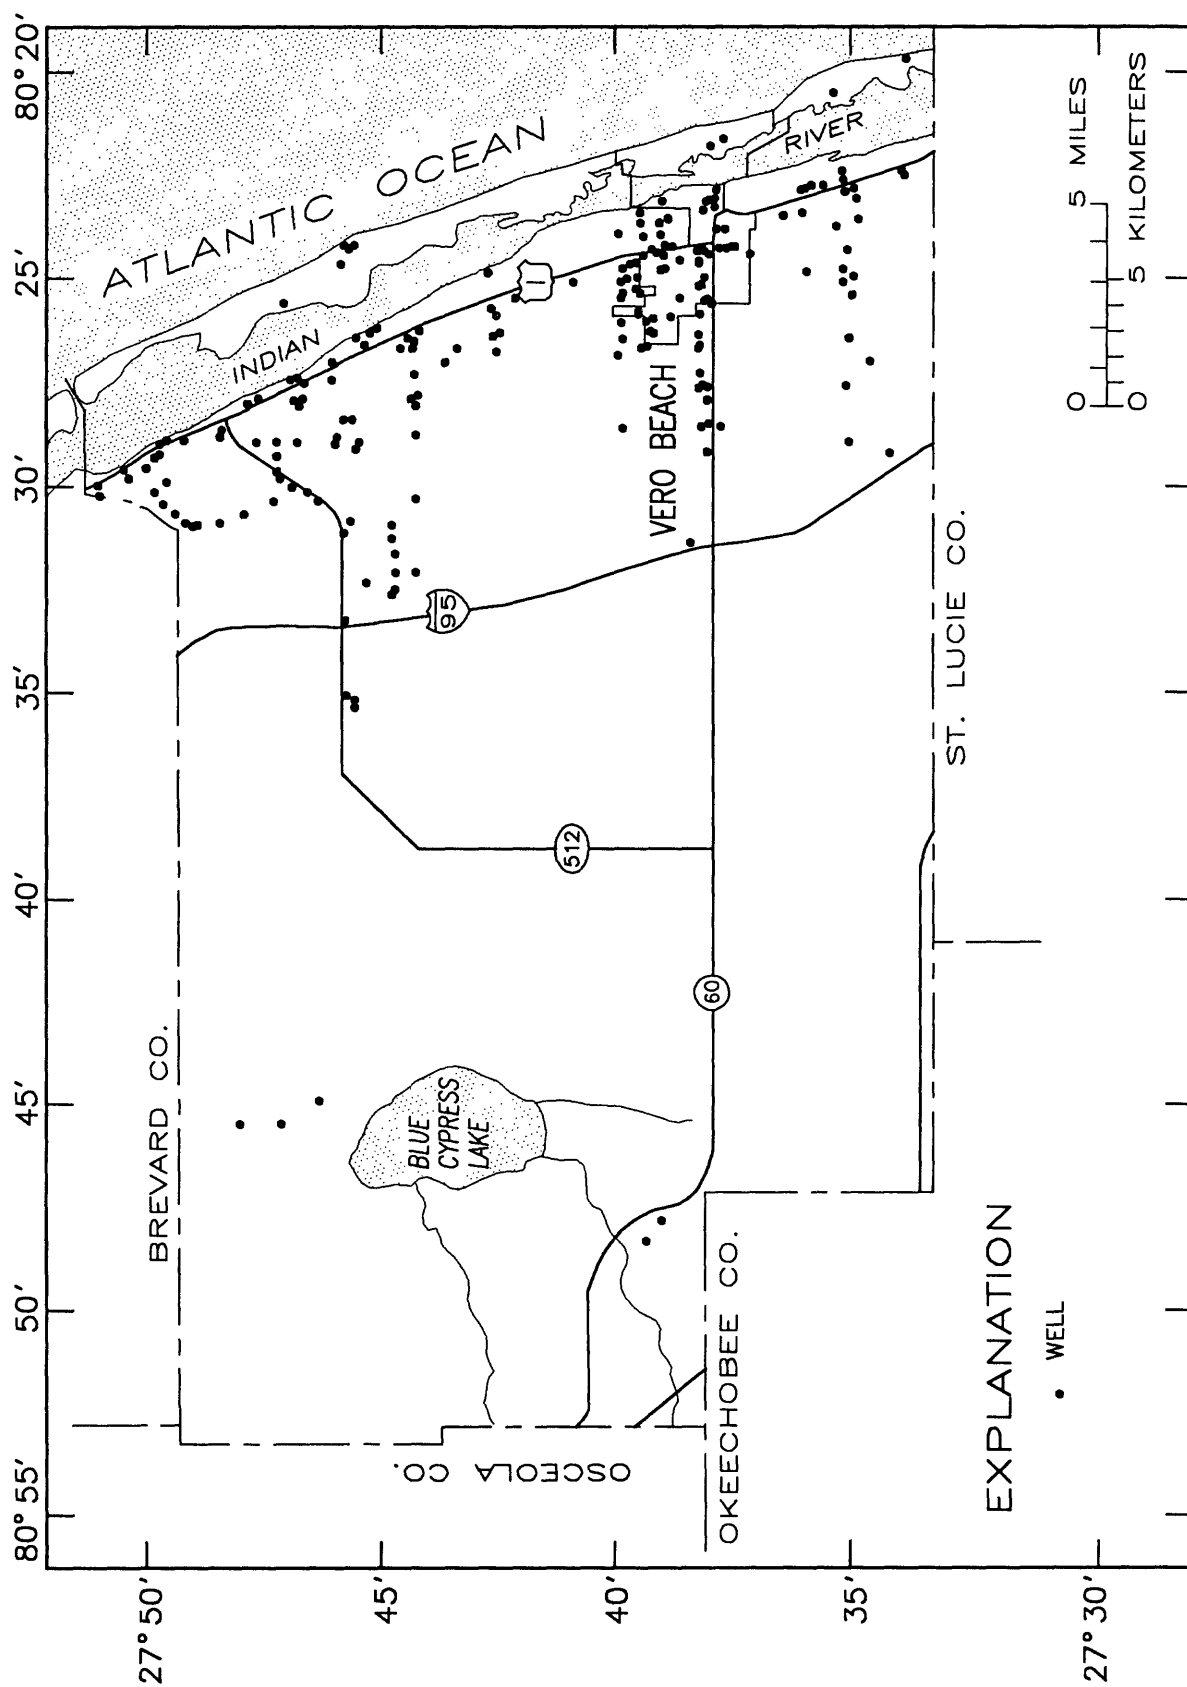 80°55'
50'
45'
40'
35'
30'
25'
80°20'
27°50'
45'
40'
35'
27°30'
BREVARD CO.
ATLANTIC OCEAN
INDIAN
RIVER
OSCEOLA CO.
BLUE
CYPRESS
LAKE
512
95
1
60
VERO BEACH
OKEECHOBEE CO.
ST. LUCIE CO.
EXPLANATION
WELL
0 5 MILES
0 5 KILOMETERS